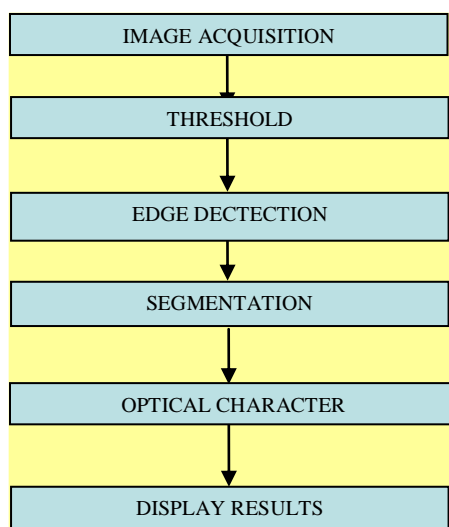 IMAGE ACQUISITION
THRESHOLD
EDGE DECTECTION
SEGMENTATION
OPTICAL CHARACTER
DISPLAY RESULTS